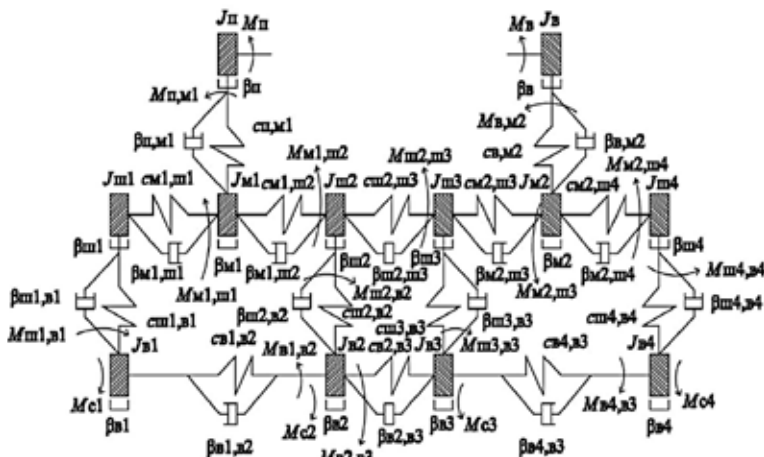 Jп Mп Mв Jв
βп βв
Mп,м1 Mв,м2
βп,м1 cп,м1 cв,м2 βв,м2
Mм1,ш2 Mш2,ш3 Mм2,ш4
Jш1 cм1,ш1 Jм1 cм1,ш2 Jш2 cш2,ш3 Jш3 cм2,ш3 Jм2 cм2,ш4 Jш4
βш1 βм1,ш1 βм1 βм1,ш2 βш2 βш2,ш3 βш3 βм2,ш3 βм2 βм2,ш4 βш4
Mм1,ш1 Mш2,в2 Mм2,ш3 Mш4,в4
βш1,в1 βш2,в2 cш2,в2 βш3,в3 cш4,в4 βш4,в4
Mш1,в1 cш1,в1 cш3,в3 Mш3,в3
Jв1 cв1,в2 Mв1,в2 Jв2 cв2,в3 Jв3 cв4,в3 Jв4
Mс1 βв1 Mс2 βв2 βв3 Mс3 Mв4,в3 βв4 Mс4
βв1,в2 Mв2,в3 βв2,в3 βв4,в3